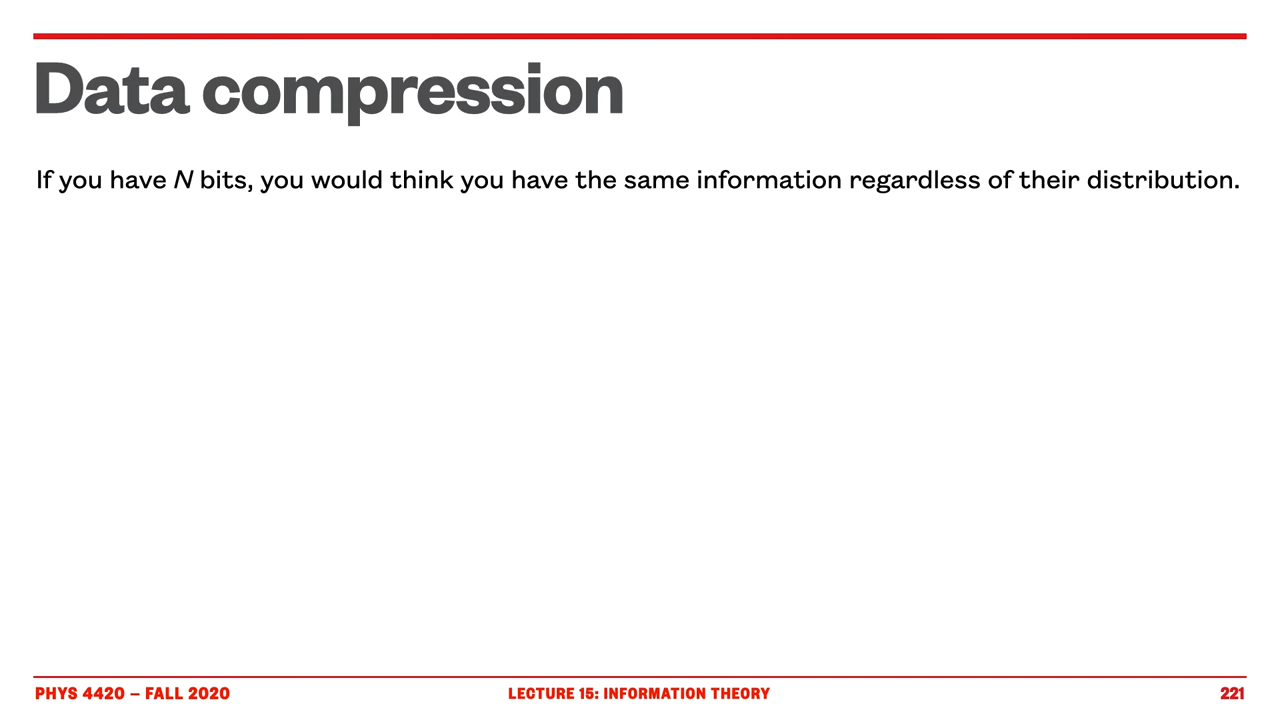 Data compression
If you have N bits, you would think you have the same information regardless of their distribution.
PHYS 4420 – FALL 2020
LECTURE 15: INFORMATION THEORY
221